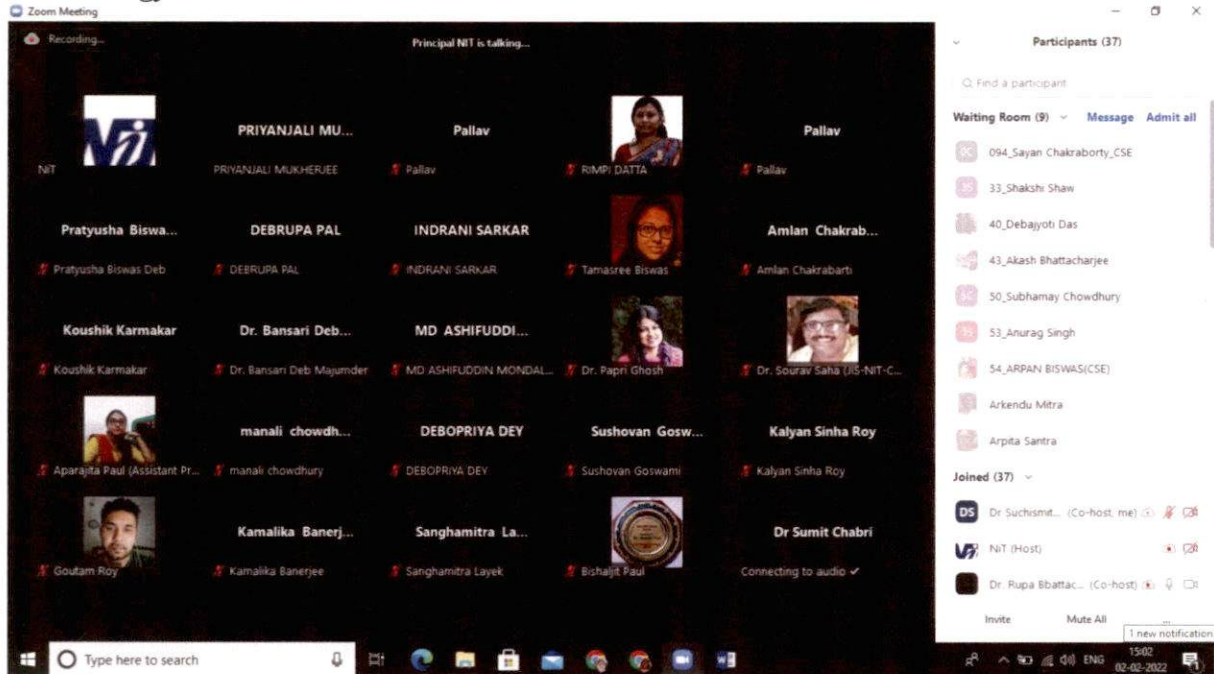 Zoom Meeting
Recording...
Principal NIT is talking...
NiT
PRIYANJALI MU...
PRIYANJALI MUKHERJEE
Pallav
Pallav
RIMPI DATTA
Pallav
Pallav
Pratyusha Biswa...
Pratyusha Biswas Deb
DEBRUPA PAL
DEBRUPA PAL
INDRANI SARKAR
INDRANI SARKAR
Tamasree Biswas
Amlan Chakrab...
Amlan Chakrabarti
Koushik Karmakar
Koushik Karmakar
Dr. Bansari Deb...
Dr. Bansari Deb Majumder
MD ASHIFUDDI...
MD ASHIFUDDIN MONDAL...
Dr. Papri Ghosh
Dr. Sourav Saha (JIS-NIT-C...
Aparajita Paul (Assistant Pr...
manali chowdh...
manali chowdhury
DEBOPRIYA DEY
DEBOPRIYA DEY
Sushovan Gosw...
Sushovan Goswami
Kalyan Sinha Roy
Kalyan Sinha Roy
Goutam Roy
Kamalika Banerj...
Kamalika Banerjee
Sanghamitra La...
Sanghamitra Layek
Bishaljit Paul
Dr Sumit Chabri
Connecting to audio ✓
Participants (37)
Find a participant
Waiting Room (9) Message Admit all
094_Sayan Chakraborty_CSE
33_Shakshi Shaw
40_Debajyoti Das
43_Akash Bhattacharjee
SC 50_Subhamay Chowdhury
53_Anurag Singh
54_ARPAN BISWAS(CSE)
Arkendu Mitra
Arpita Santra
Joined (37)
DS Dr Suchismit... (Co-host, me)
NiT (Host)
Dr. Rupa Bbattac... (Co-host)
Invite Mute All ...
1 new notification
Type here to search
ENG
15:02
02-02-2022